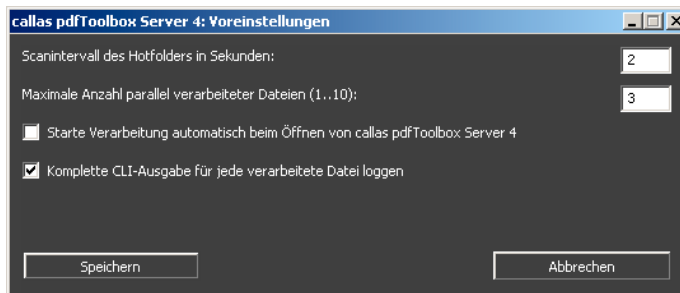 callas pdfToolbox Server 4: Voreinstellungen
Scanintervall des Hotfolders in Sekunden:
2
Maximale Anzahl parallel verarbeiteter Dateien (1..10):
3
Starte Verarbeitung automatisch beim Öffnen von callas pdfToolbox Server 4
Komplette CLI-Ausgabe für jede verarbeitete Datei loggen
Speichern
Abbrechen